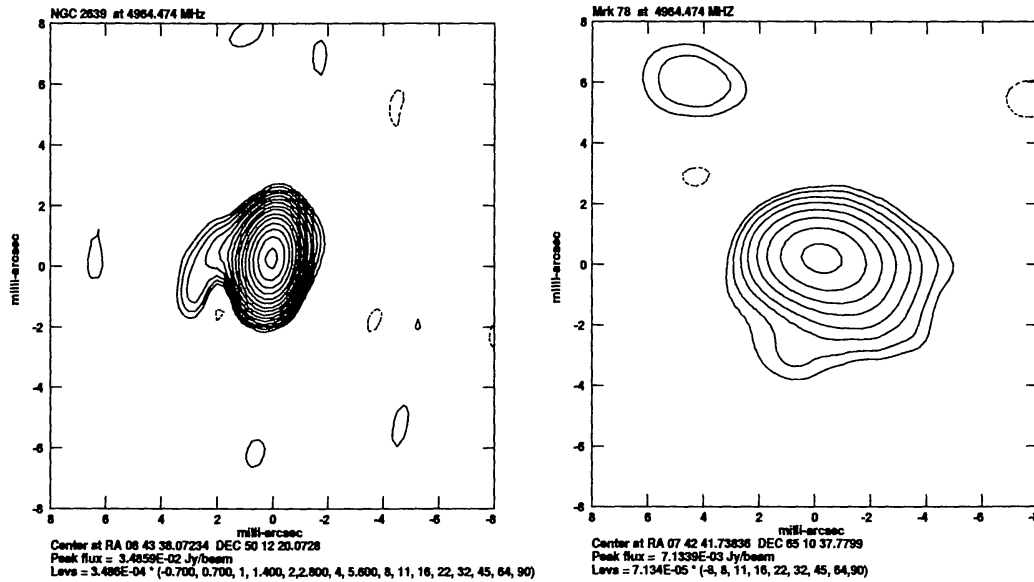 NGC 2639 at 4964.474 MHz
8
6
4
2
0
-2
-4
-6
-8
milli-arcsec
8 6 4 2 0 -2 -4 -6 -8
milli-arcsec
Center at RA 08 43 38.07234 DEC 50 12 20.0728
Peak flux = 3.4859E-02 Jy/beam
Levs = 3.486E-04 * (-0.700, 0.700, 1, 1.400, 2,2.800, 4, 5.600, 8, 11, 16, 22, 32, 45, 64, 90)
Mrk 78 at 4964.474 MHZ
8
6
4
2
0
-2
-4
-6
-8
milli-arcsec
8 6 4 2 0 -2 -4 -6 -8
milli-arcsec
Center at RA 07 42 41.73836 DEC 65 10 37.7799
Peak flux = 7.1339E-03 Jy/beam
Levs = 7.134E-05 * (-8, 8, 11, 16, 22, 32, 45, 64,90)